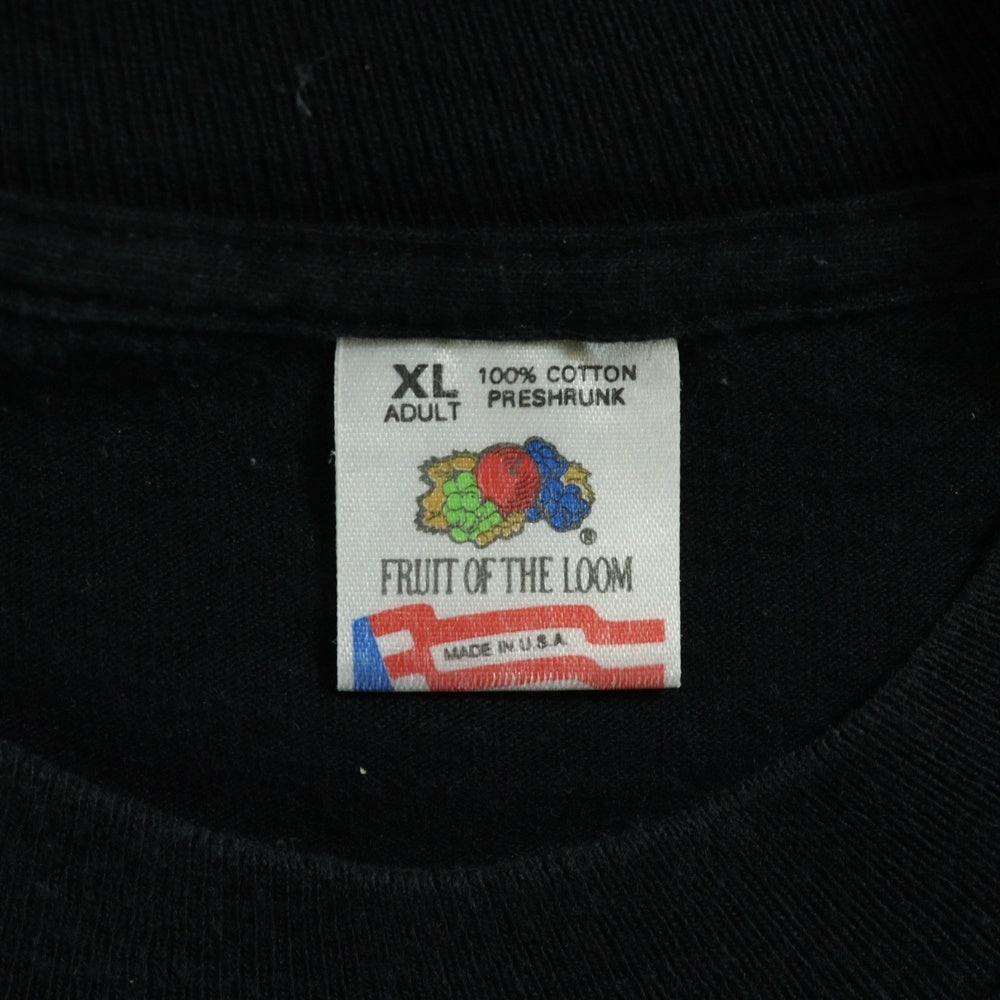 XL 100% COTTON
ADULT PRESHRUNK
®
FRUIT OF THE LOOM
MADE IN U.S.A.